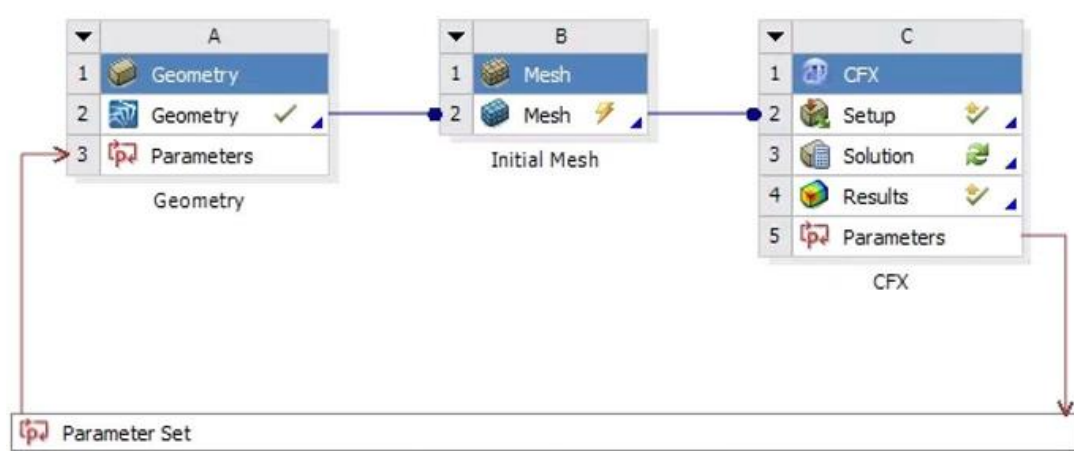 A
1 Geometry
2 Geometry
3 Parameters
Geometry
B
1 Mesh
2 Mesh
Initial Mesh
C
1 CFX
2 Setup
3 Solution
4 Results
5 Parameters
CFX
Parameter Set